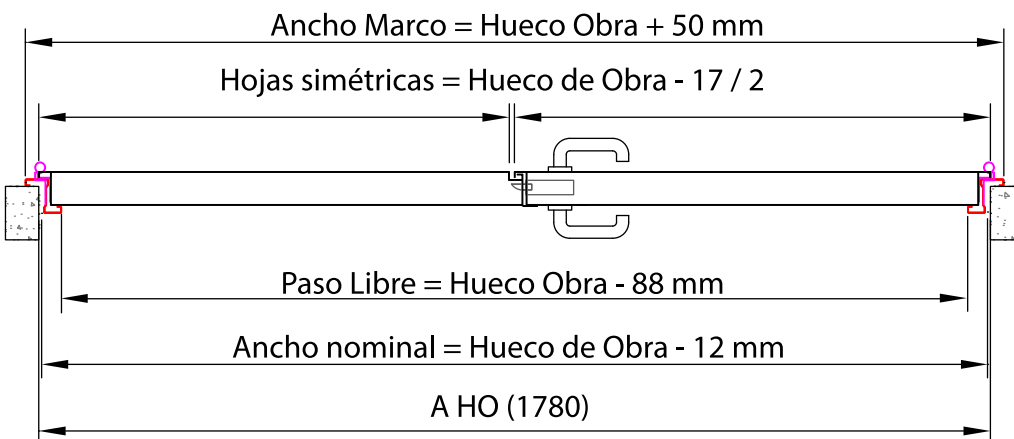 Ancho Marco = Hueco Obra + 50 mm
Hojas simétricas = Hueco de Obra - 17 / 2
Paso Libre = Hueco Obra - 88 mm
Ancho nominal = Hueco de Obra - 12 mm
A HO (1780)